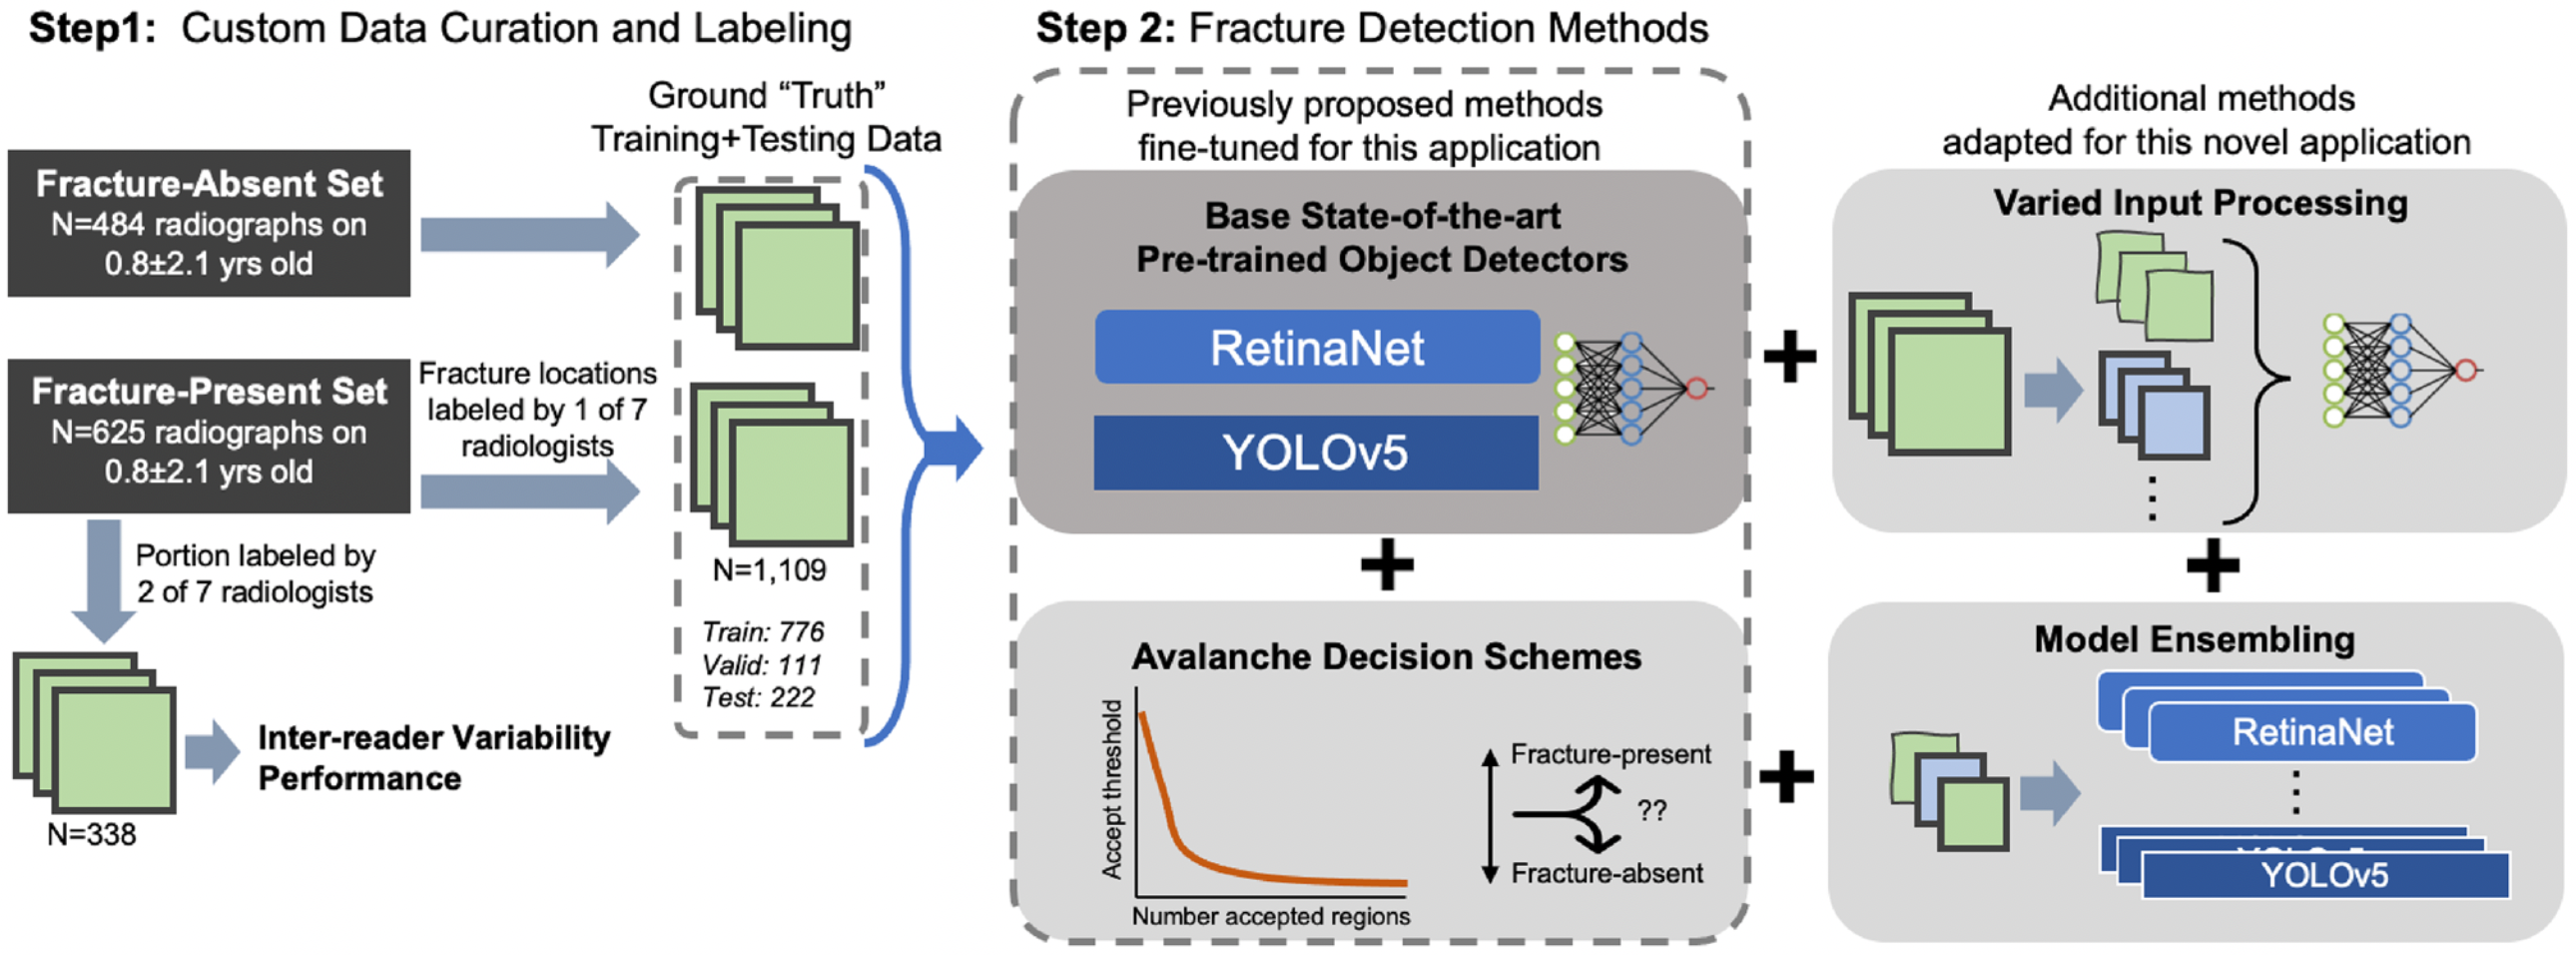 Step1: Custom Data Curation and Labeling
Ground “Truth”
Training+Testing Data
Fracture-Absent Set
N=484 radiographs on
0.8±2.1 yrs old
Fracture-Present Set
N=625 radiographs on
0.8±2.1 yrs old
Fracture locations
labeled by 1 of 7
radiologists
Portion labeled by
2 of 7 radiologists
N=1,109
Train: 776
Valid: 111
Test: 222
N=338
Inter-reader Variability
Performance
Step 2: Fracture Detection Methods
Previously proposed methods
fine-tuned for this application
Base State-of-the-art
Pre-trained Object Detectors
RetinaNet
YOLOv5
+
Avalanche Decision Schemes
Accept threshold
Number accepted regions
Fracture-present
??
Fracture-absent
+
+
Additional methods
adapted for this novel application
Varied Input Processing
+
Model Ensembling
RetinaNet
YOLOv5